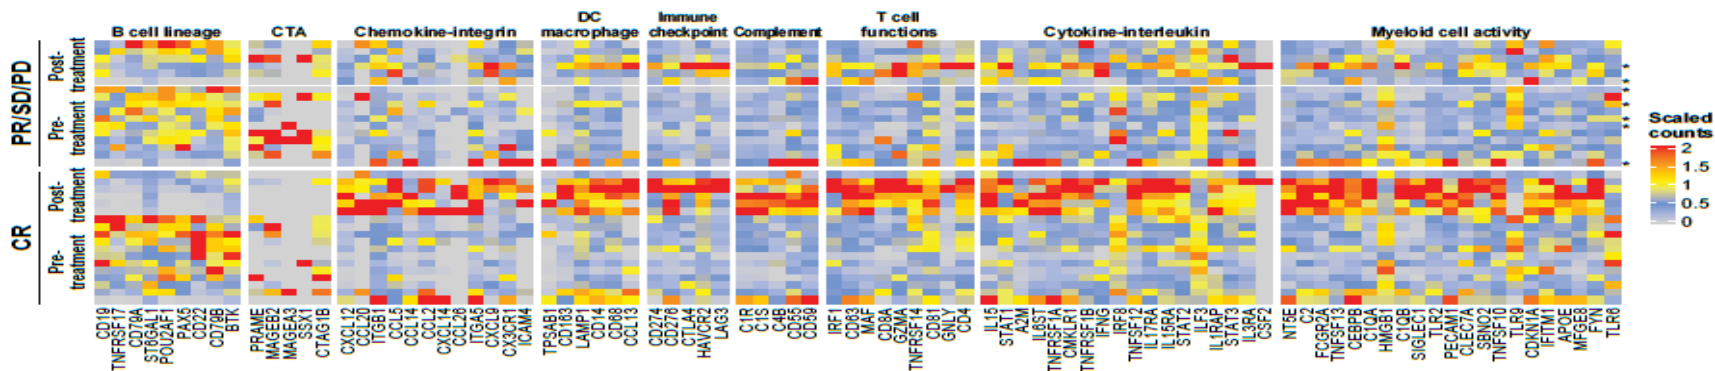 B cell lineage
CTA
Chemokine-integrin
DC
macrophage
Immune
checkpoint
Complement
T cell
functions
Cytokine-interleukin
Myeloid cell activity
PR/SD/PD
Post-
treatment
Pre-
treatment
CR
Post-
treatment
Pre-
treatment
*
*
*
*
*
*
*
Scaled
counts
2
1.5
1
0.5
0
CD19
TNFRSF17
CD79A
ST6GAL1
POU2AF1
PAX5
CD22
CD79B
BTK
PRAME
MAGEB2
MAGEA3
SSX1
CTAG1B
CXCL12
CCL20
ITGB1
CCL5
CCL14
CCL2
CXCL14
CCL26
ITGA5
CXCL9
CX3CR1
ICAM4
TPSAB1
CD163
LAMP1
CD14
CD68
CCL13
CD274
CD276
CTLA4
HAVCR2
LAG3
C1R
C1S
C4B
CD55
CD59
IRF1
CD63
MAF
CD8A
GZMA
TNFRSF14
CD81
GNLY
CD4
IL15
STAT1
A2M
IL6ST
TNFRSF1A
CMKLR1
TNFRSF1B
IFNG
IRF8
TNFSF12
IL17RA
IL15RA
STAT2
ILF3
IL1RAP
STAT3
IL3RA
CSF2
NT5E
C2
FCGR2A
TNFSF13
CEBPB
C1QA
HMGB1
C1QB
SIGLEC1
TLR2
PECAM1
CLEC7A
SBNO2
TNFSF10
TLR9
CDKN1A
IFITM1
APOE
MFGE8
FYN
TLR6